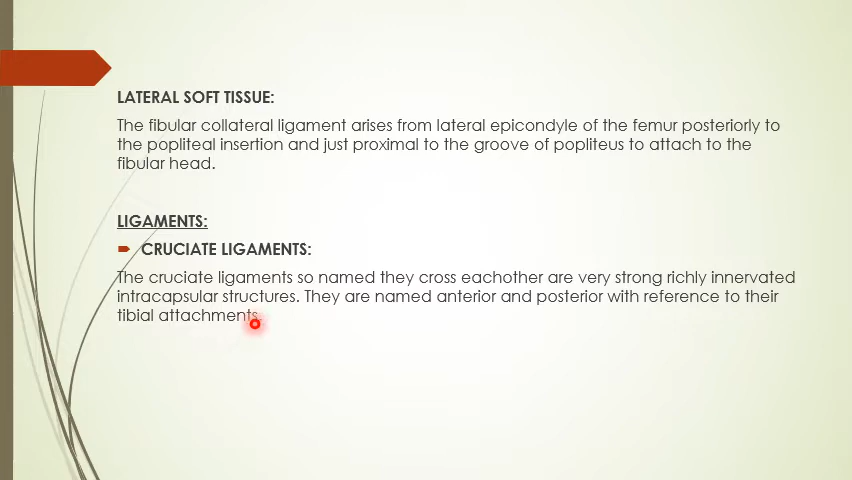 LATERAL SOFT TISSUE:
The fibular collateral ligament arises from lateral epicondyle of the femur posteriorly to
the popliteal insertion and just proximal to the groove of popliteus to attach to the
fibular head.
LIGAMENTS:
CRUCIATE LIGAMENTS:
The cruciate ligaments so named they cross eachother are very strong richly innervated
intracapsular structures. They are named anterior and posterior with reference to their
tibial attachments.